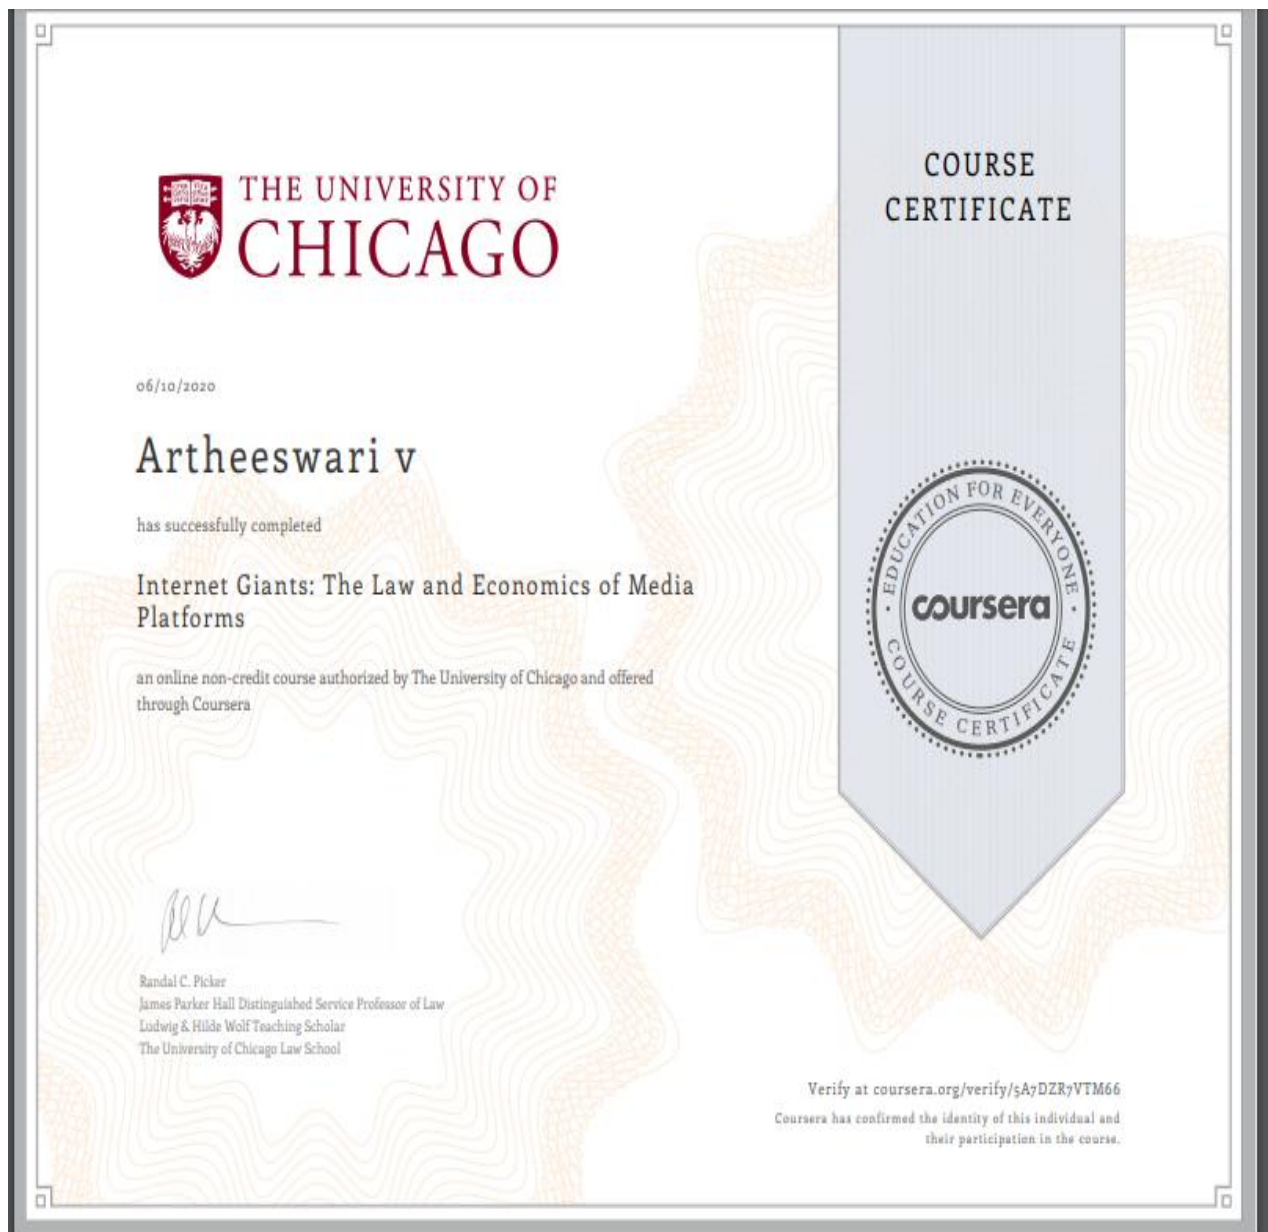 THE UNIVERSITY OF
CHICAGO
06/10/2020
Artheeswari v
has successfully completed
Internet Giants: The Law and Economics of Media
Platforms
an online non-credit course authorized by The University of Chicago and offered
through Coursera
Randal C. Picker
James Parker Hall Distinguished Service Professor of Law
Ludwig & Hilde Wolf Teaching Scholar
The University of Chicago Law School
COURSE
CERTIFICATE
EDUCATION FOR EVERYONE
coursera
COURSE CERTIFICATE
Verify at coursera.org/verify/5A7DZR7VTM66
Coursera has confirmed the identity of this individual and
their participation in the course.